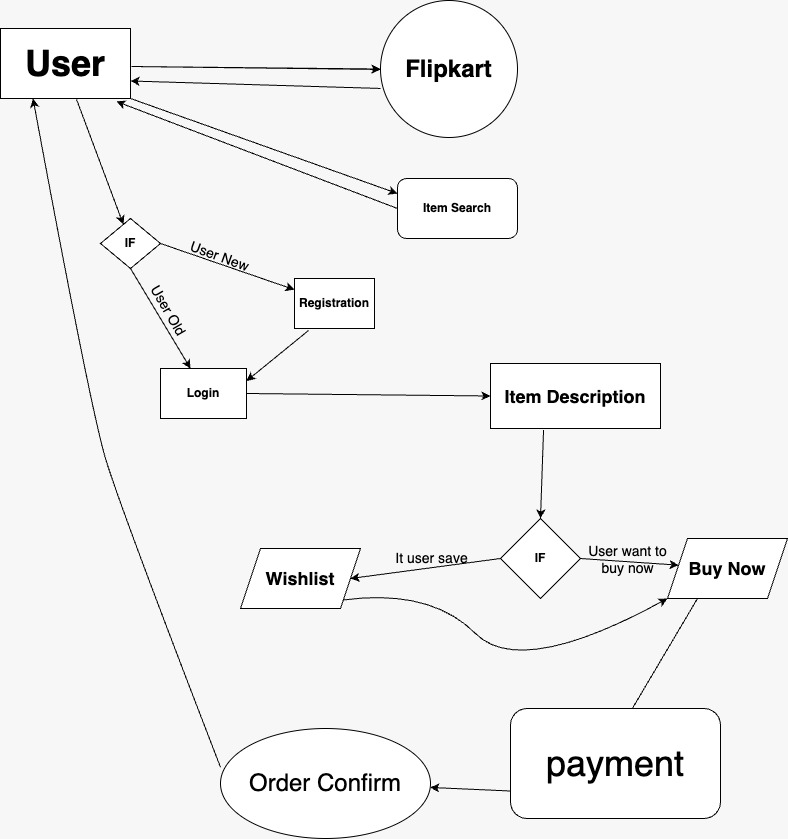 User
Flipkart
Item Search
IF
User New
User Old
Registration
Login
Item Description
IF
It user save
User want to
buy now
Wishlist
Buy Now
payment
Order Confirm